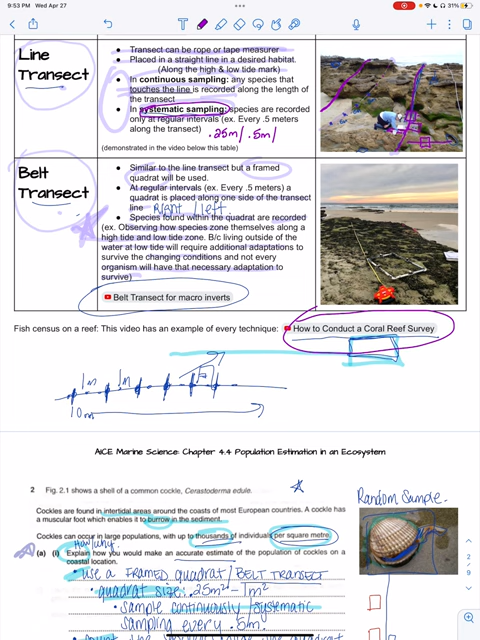 9:53 PM Wed Apr 27
31%
Line
Transect
• Transect can be rope or tape measurer
• Placed in a straight line in a desired habitat.
(Along the high & low tide mark)
• In continuous sampling: any species that
touches the line is recorded along the length of
the transect
• In systematic sampling: species are recorded
only at regular intervals (ex. Every .5 meters
along the transect) .25m/ .5m/
(demonstrated in the video below this table)
Belt
Transect
• Similar to the line transect but a framed
quadrat will be used.
• At regular intervals (ex. Every .5 meters) a
quadrat is placed along one side of the transect
line Right / left
• Species found within the quadrat are recorded
(ex. Observing how species zone themselves along a
high tide and low tide zone. B/c living outside of the
water at low tide will require additional adaptations to
survive the changing conditions and not every
organism will have that necessary adaptation to
survive)
Belt Transect for macro inverts
Fish census on a reef: This video has an example of every technique: How to Conduct a Coral Reef Survey
1m 1m
10m
AICE Marine Science: Chapter 4.4 Population Estimation in an Ecosystem
2 Fig. 2.1 shows a shell of a common cockle, Cerastoderma edule.
Random Sample.
Cockles are found in intertidal areas around the coasts of most European countries. A cockle
has a muscular foot which enables it to burrow in the sediment.
Cockles can occur in large populations, with up to thousands of individuals per square metre.
How/why
(a) (i) Explain how you would make an accurate estimate of the population of cockles on a
coastal location.
• use a FRAMED quadrat/BELT TRANSECT
• quadrat size: .25m² - 1m²
• sample continuously/systematic
sampling every .5m
2
/
9